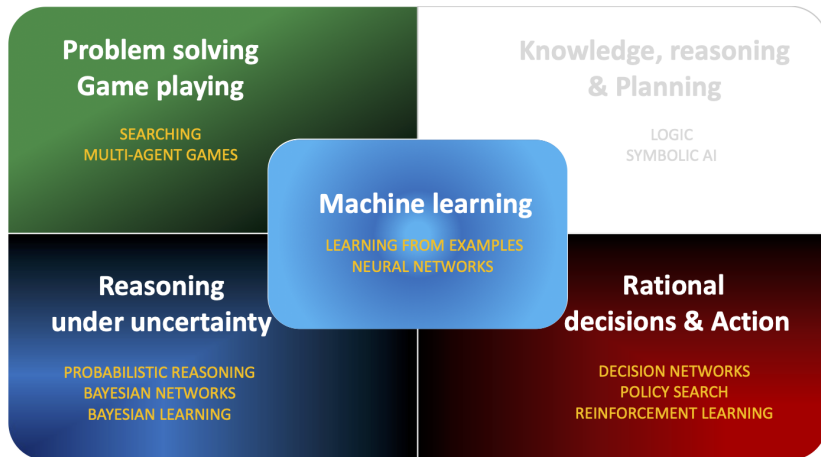 Problem solving
Game playing
SEARCHING
MULTI-AGENT GAMES
Knowledge, reasoning
& Planning
LOGIC
SYMBOLIC AI
Machine learning
LEARNING FROM EXAMPLES
NEURAL NETWORKS
Reasoning
under uncertainty
PROBABILISTIC REASONING
BAYESIAN NETWORKS
BAYESIAN LEARNING
Rational
decisions & Action
DECISION NETWORKS
POLICY SEARCH
REINFORCEMENT LEARNING